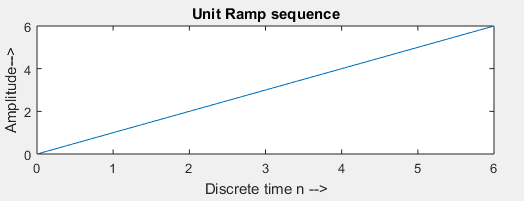 Unit Ramp sequence
Amplitude-->
6
4
2
0
0 1 2 3 4 5 6
Discrete time n -->